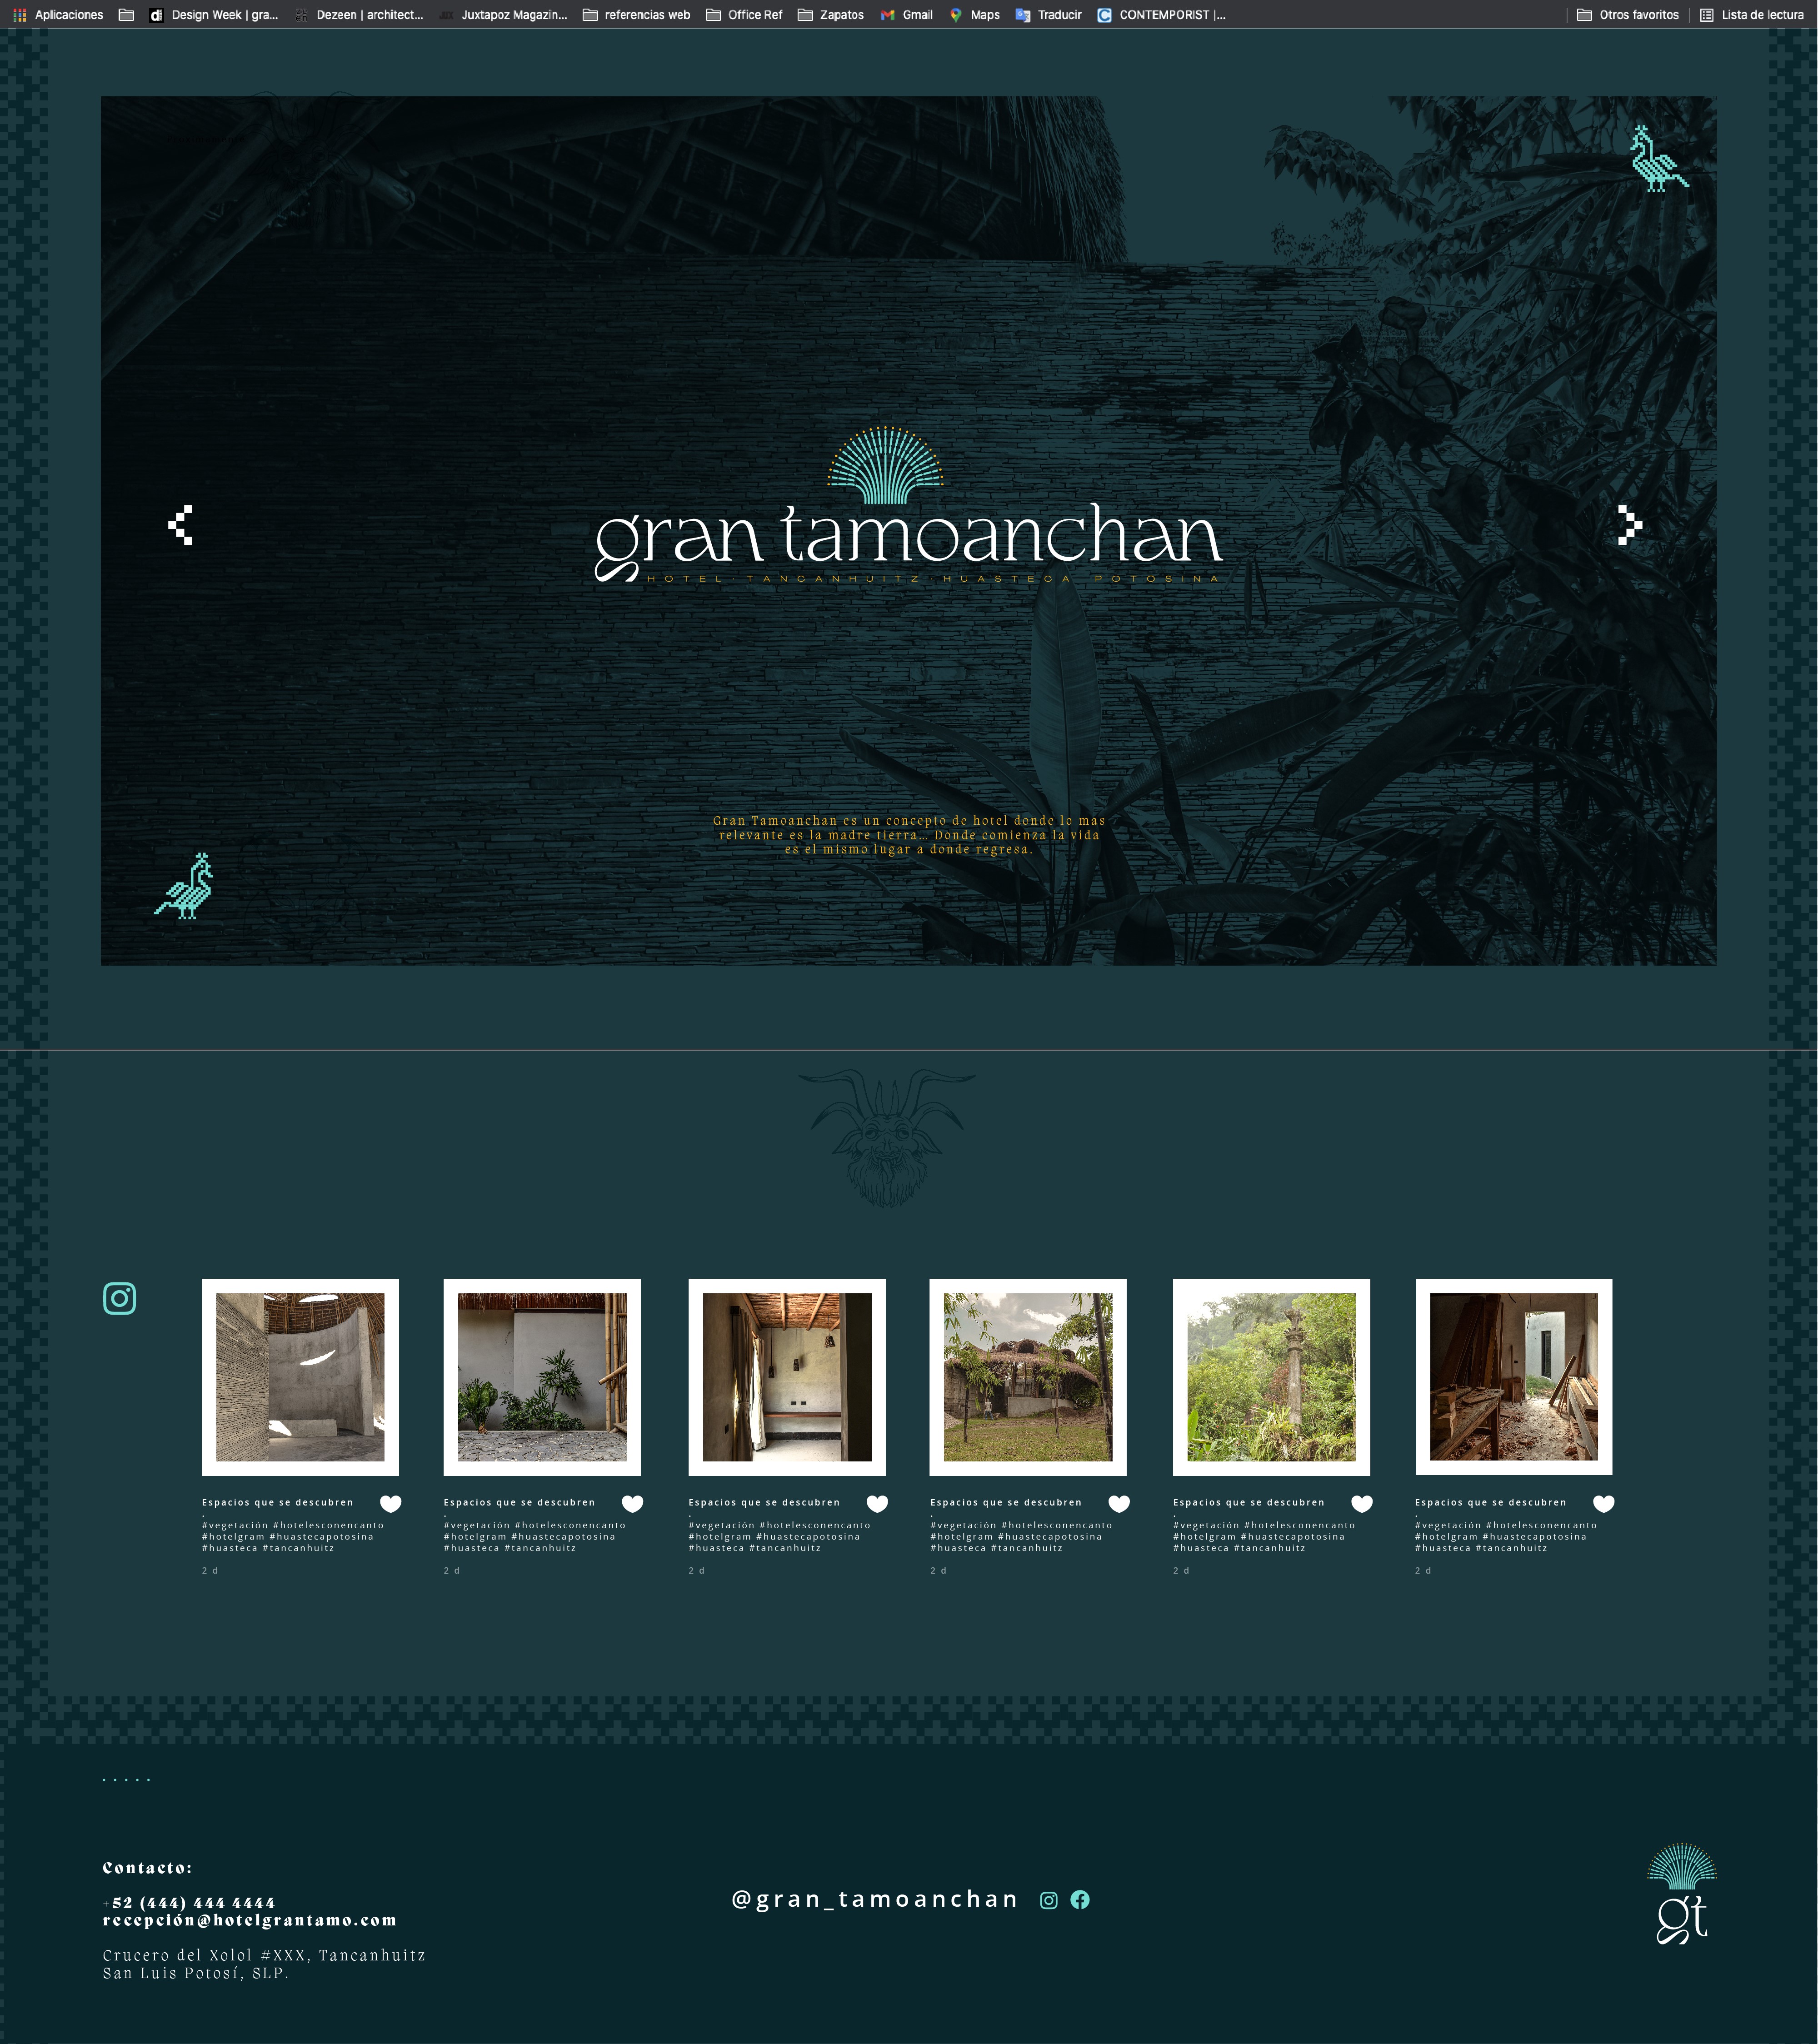 Aplicaciones
Design Week | gra...
Dezeen | architect...
Juxtapoz Magazin...
referencias web
Office Ref
Zapatos
Gmail
Maps
Traducir
CONTEMPORIST |...
Otros favoritos
Lista de lectura
gran tamoanchan
HOTEL · TANCANHUITZ · HUASTECA POTOSINA
Gran Tamoanchan es un concepto de hotel donde lo mas
relevante es la madre tierra... Donde comienza la vida
es el mismo lugar a donde regresa.
Espacios que se descubren
.
#vegetación #hotelesconencanto
#hotelgram #huastecapotosina
#huasteca #tancanhuitz
2 d
Espacios que se descubren
.
#vegetación #hotelesconencanto
#hotelgram #huastecapotosina
#huasteca #tancanhuitz
2 d
Espacios que se descubren
.
#vegetación #hotelesconencanto
#hotelgram #huastecapotosina
#huasteca #tancanhuitz
2 d
Espacios que se descubren
.
#vegetación #hotelesconencanto
#hotelgram #huastecapotosina
#huasteca #tancanhuitz
2 d
Espacios que se descubren
.
#vegetación #hotelesconencanto
#hotelgram #huastecapotosina
#huasteca #tancanhuitz
2 d
Espacios que se descubren
.
#vegetación #hotelesconencanto
#hotelgram #huastecapotosina
#huasteca #tancanhuitz
2 d
. . . . .
Contacto:
+52 (444) 444 4444
recepción@hotelgrantamo.com
Crucero del Xolol #XXX, Tancanhuitz
San Luis Potosí, SLP.
@gran_tamoanchan
gt